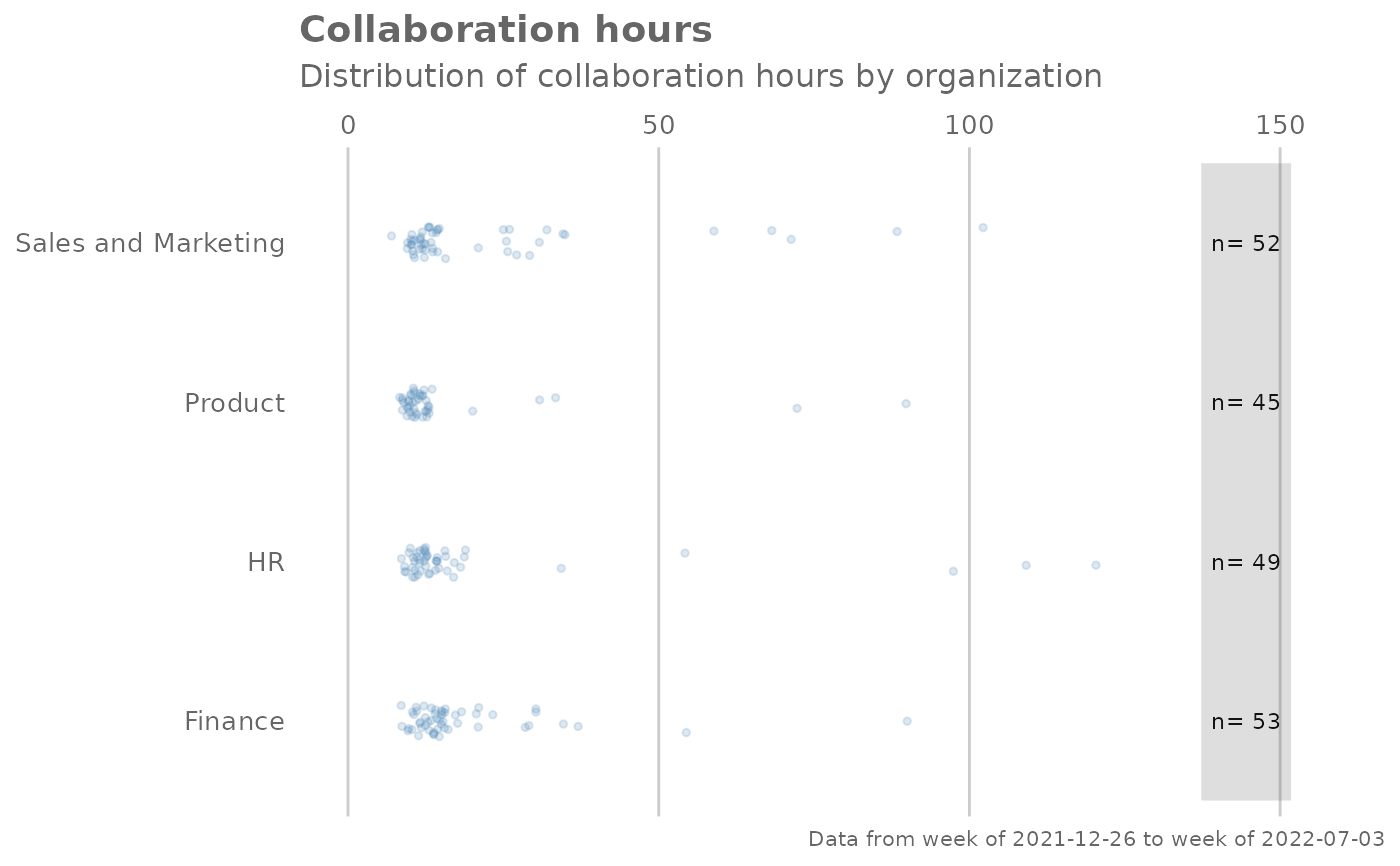 Collaboration hours
Distribution of collaboration hours by organization
0 50 100 150
Sales and Marketing n= 52
Product n= 45
HR n= 49
Finance n= 53
Data from week of 2021-12-26 to week of 2022-07-03